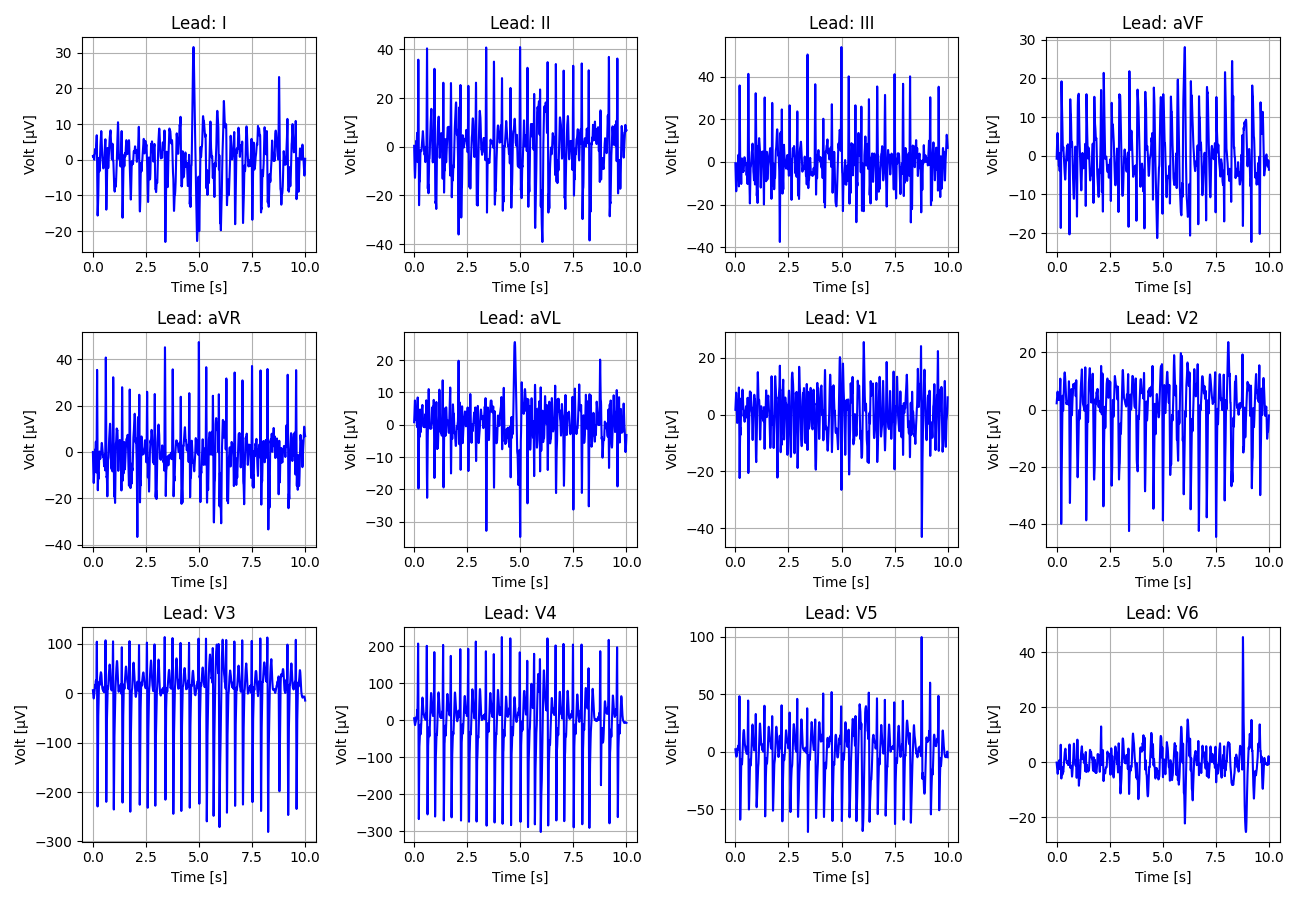 Lead: I Lead: II Lead: III Lead: aVF
30 20 10 0 −10 −20 Volt [µV] 0.0 2.5 5.0 7.5 10.0 Time [s]
40 20 0 −20 −40 Volt [µV] 0.0 2.5 5.0 7.5 10.0 Time [s]
40 20 0 −20 −40 Volt [µV] 0.0 2.5 5.0 7.5 10.0 Time [s]
30 20 10 0 −10 −20 Volt [µV] 0.0 2.5 5.0 7.5 10.0 Time [s]
Lead: aVR Lead: aVL Lead: V1 Lead: V2
40 20 0 −20 −40 Volt [µV] 0.0 2.5 5.0 7.5 10.0 Time [s]
20 10 0 −10 −20 −30 Volt [µV] 0.0 2.5 5.0 7.5 10.0 Time [s]
20 0 −20 −40 Volt [µV] 0.0 2.5 5.0 7.5 10.0 Time [s]
20 0 −20 −40 Volt [µV] 0.0 2.5 5.0 7.5 10.0 Time [s]
Lead: V3 Lead: V4 Lead: V5 Lead: V6
100 0 −100 −200 −300 Volt [µV] 0.0 2.5 5.0 7.5 10.0 Time [s]
200 100 0 −100 −200 −300 Volt [µV] 0.0 2.5 5.0 7.5 10.0 Time [s]
100 50 0 −50 Volt [µV] 0.0 2.5 5.0 7.5 10.0 Time [s]
40 20 0 −20 Volt [µV] 0.0 2.5 5.0 7.5 10.0 Time [s]